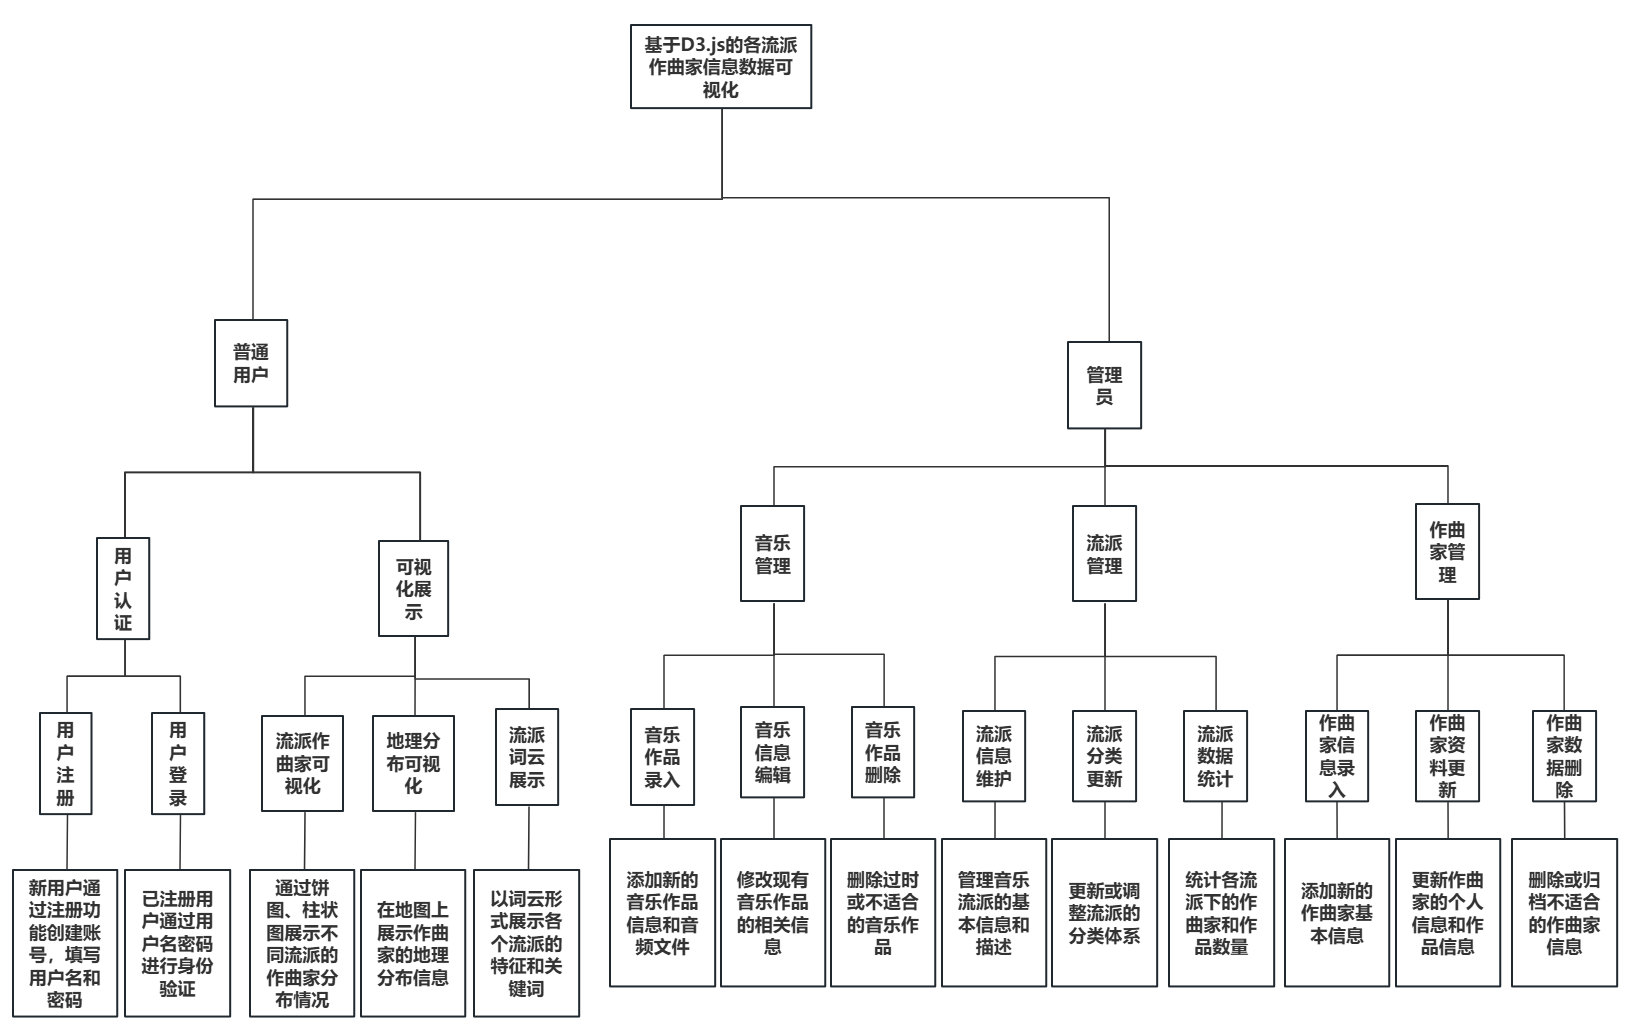 基于D3.js的各流派
作曲家信息数据可
视化
普通
用户
管理
员
用
户
认
证
可视
化展
示
音乐
管理
流派
管理
作曲
家管
理
用
户
注
册
用
户
登
录
流派作
曲家可
视化
地理分
布可视
化
流派
词云
展示
音乐
作品
录入
音乐
信息
编辑
音乐
作品
删除
流派
信息
维护
流派
分类
更新
流派
数据
统计
作曲
家信
息录
入
作曲
家资
料更
新
作曲
家数
据删
除
新用户通
过注册功
能创建账
号，填写
用户名和
密码
已注册用
户通过用
户名密码
进行身份
验证
通过饼
图、柱状
图展示不
同流派的
作曲家分
布情况
在地图上
展示作曲
家的地理
分布信息
以词云形
式展示各
个流派的
特征和关
键词
添加新的
音乐作品
信息和音
频文件
修改现有
音乐作品
的相关信
息
删除过时
或不适合
的音乐作
品
管理音乐
流派的基
本信息和
描述
更新或调
整流派的
分类体系
统计各流
派下的作
曲家和作
品数量
添加新的
作曲家基
本信息
更新作曲
家的个人
信息和作
品信息
删除或归
档不适合
的作曲家
信息